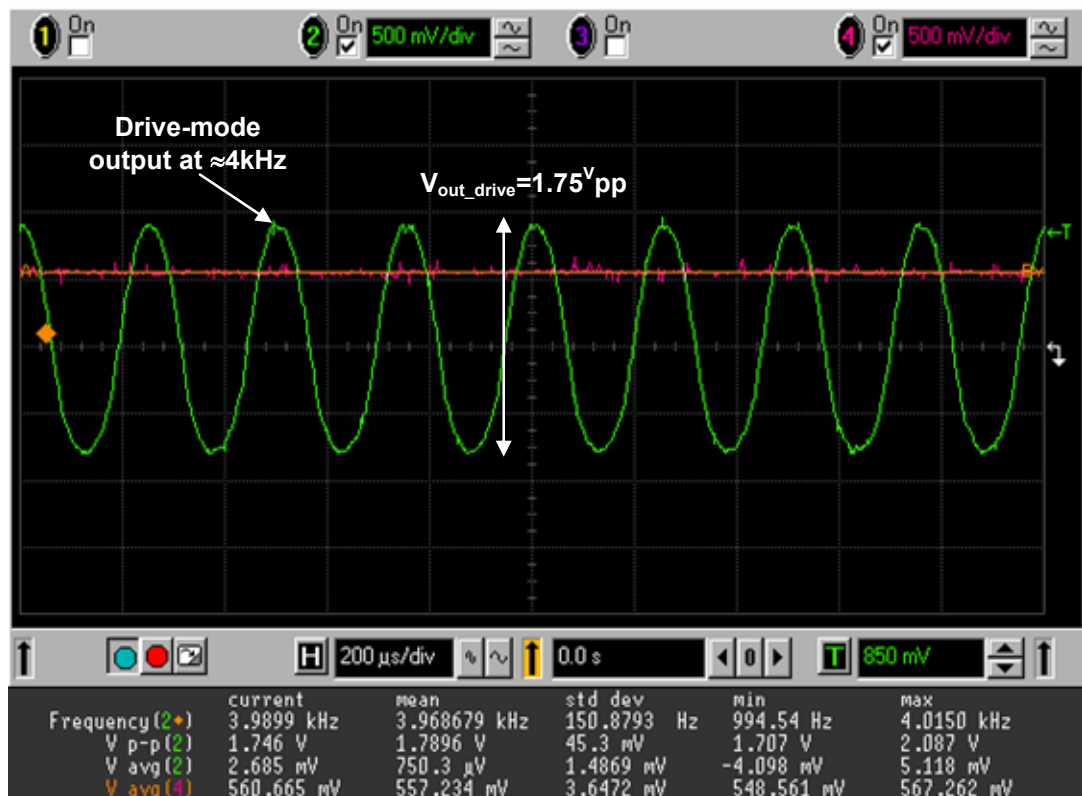 1 On 2 On 500 mV/div 3 On 4 On 500 mV/div
Drive-mode
output at ≈4kHz
Vout_drive=1.75Vpp
T
H 200 µs/div 0.0 s 0 T 850 mV
current mean std dev min max
Frequency(2◆) 3.9899 kHz 3.968679 kHz 150.8793 Hz 994.54 Hz 4.0150 kHz
V p-p(2) 1.746 V 1.7896 V 45.3 mV 1.707 V 2.087 V
V avg(2) 2.685 mV 750.3 µV 1.4869 mV -4.098 mV 5.118 mV
V avg(4) 560.665 mV 557.234 mV 3.6472 mV 548.561 mV 567.262 mV